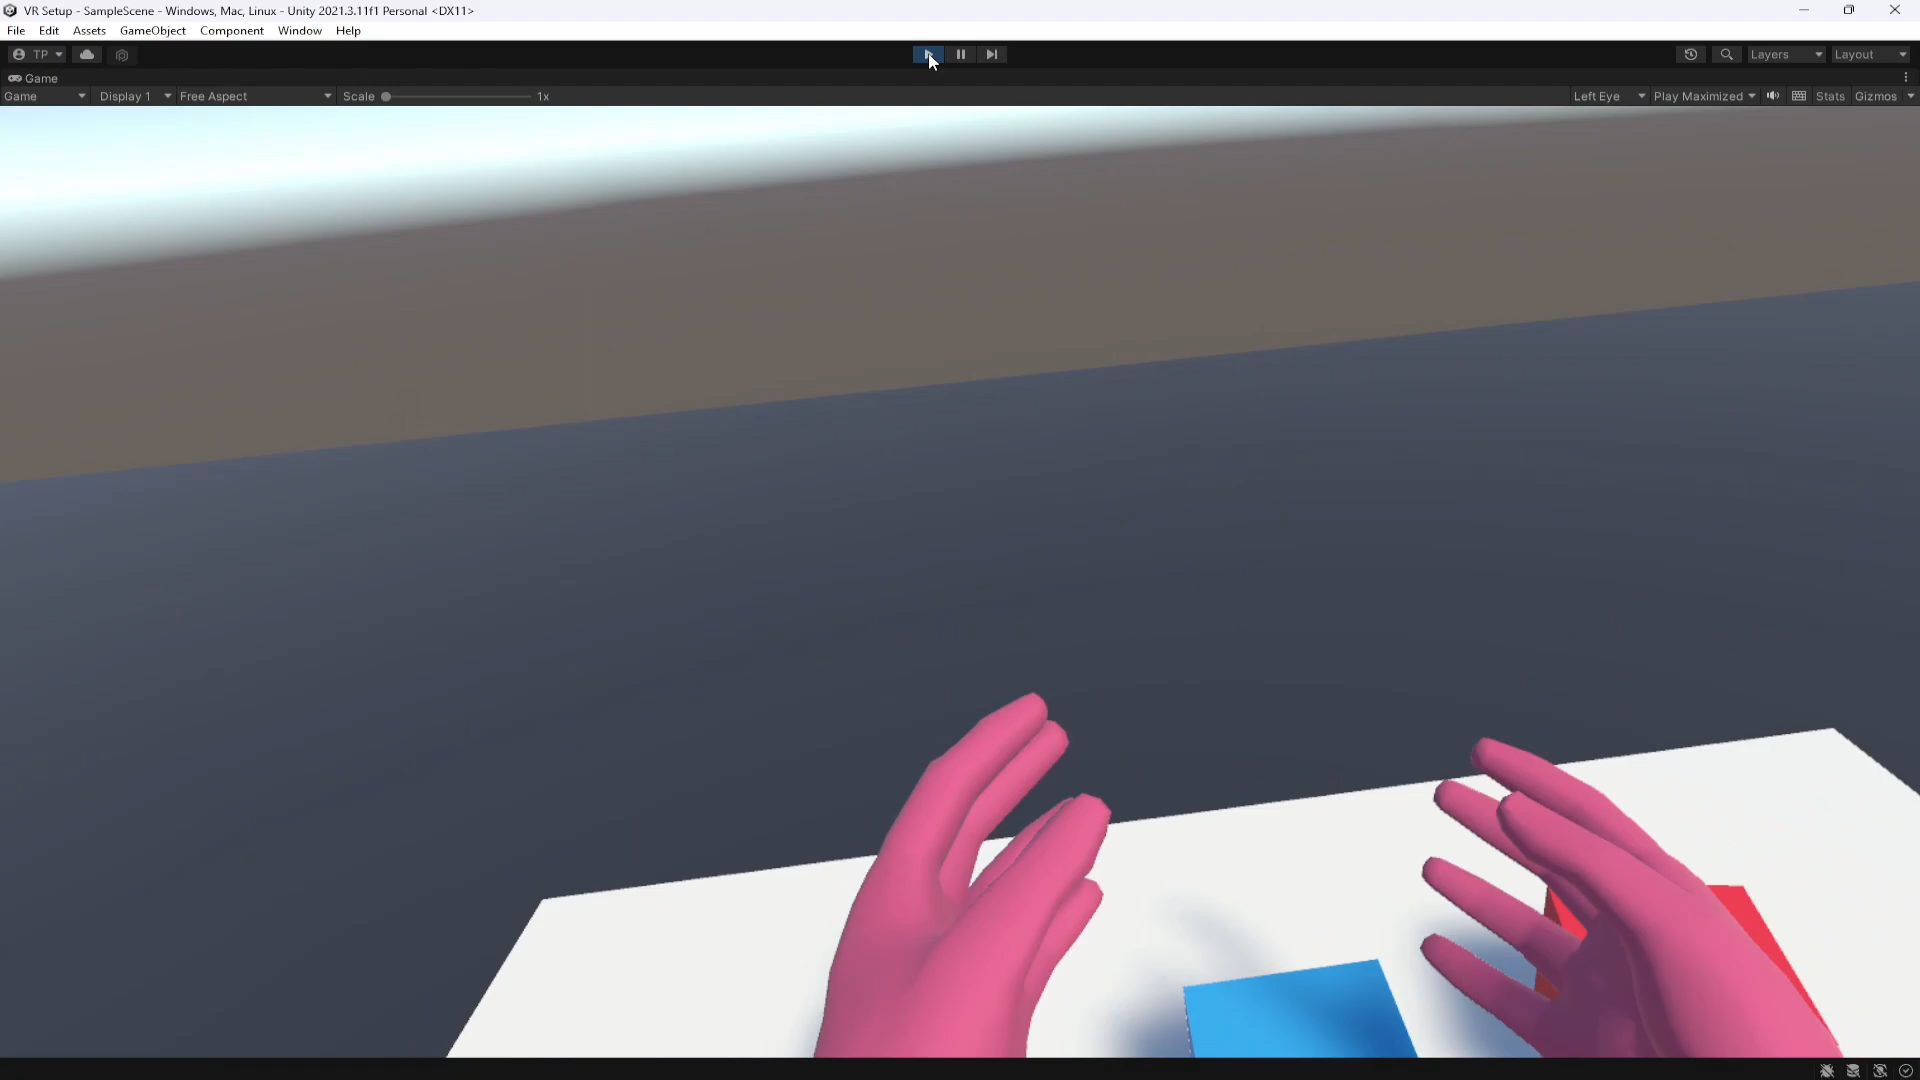 VR Setup - SampleScene - Windows, Mac, Linux - Unity 2021.3.11f1 Personal <DX11>
File Edit Assets GameObject Component Window Help
TP Layers Layout
Game
Game Display 1 Free Aspect Scale 1x Left Eye Play Maximized Stats Gizmos